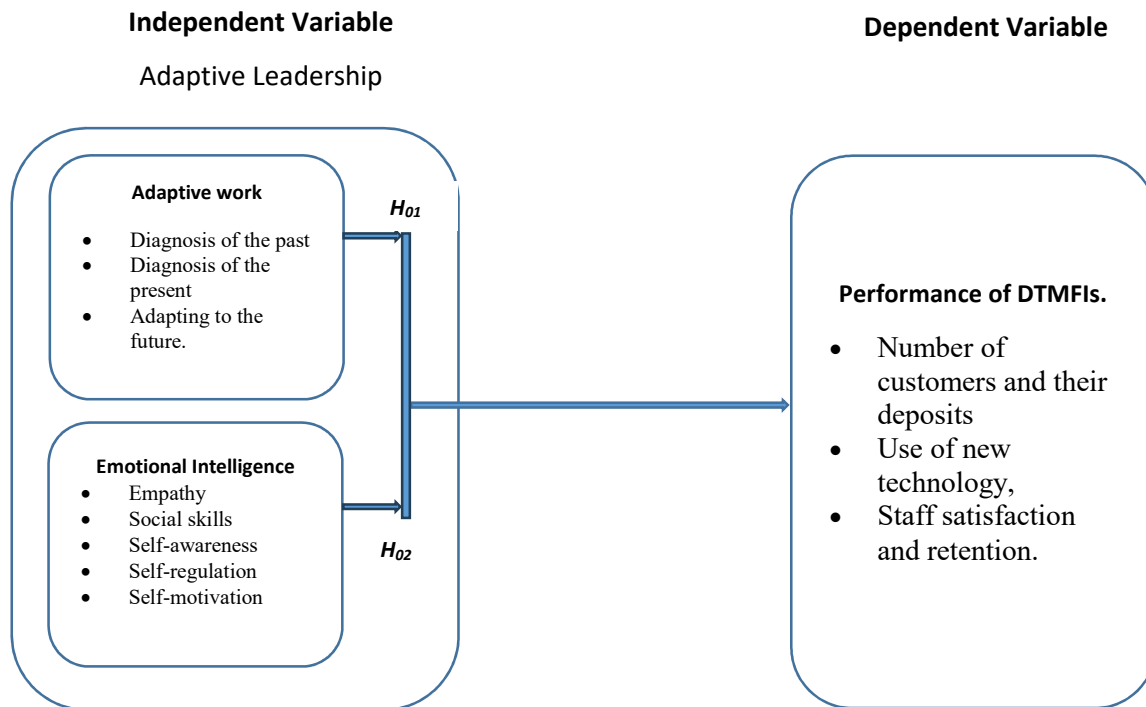 Independent Variable
Adaptive Leadership
Adaptive work
• Diagnosis of the past
• Diagnosis of the
present
• Adapting to the
future.
H01
Emotional Intelligence
• Empathy
• Social skills
• Self-awareness
• Self-regulation
• Self-motivation
H02
Dependent Variable
Performance of DTMFIs.
• Number of
customers and their
deposits
• Use of new
technology,
• Staff satisfaction
and retention.